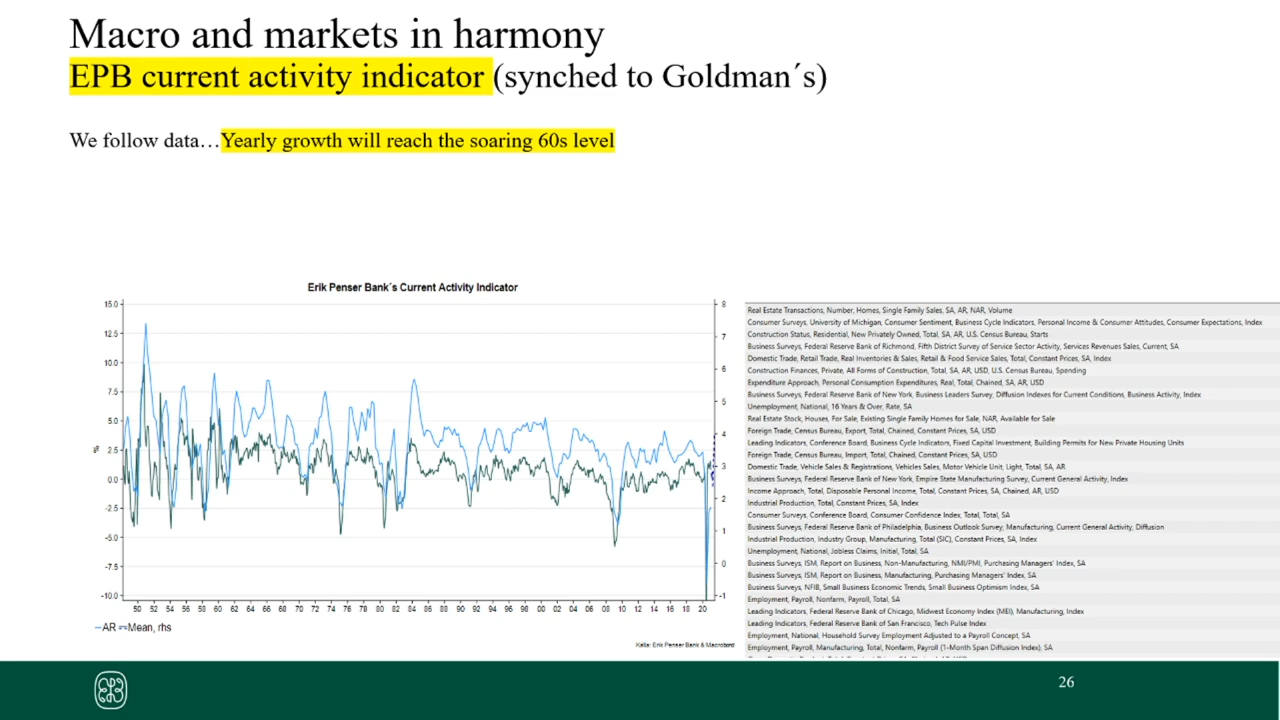 Macro and markets in harmony
EPB current activity indicator (synched to Goldman´s)
We follow data…Yearly growth will reach the soaring 60s level
Erik Penser Bank´s Current Activity Indicator
15.0
12.5
10.0
7.5
5.0
2.5
0.0
-2.5
-5.0
-7.5
-10.0
%
8
7
6
5
4
3
2
1
0
-1
50 52 54 56 58 60 62 64 66 68 70 72 74 76 78 80 82 84 86 88 90 92 94 96 98 00 02 04 06 08 10 12 14 16 18 20
AR Mean, rhs
Källa: Erik Penser Bank & Macrobond
Real Estate Transactions, Number, Homes, Single Family Sales, SA, AR, NAR, Volume
Consumer Surveys, University of Michigan, Consumer Sentiment, Business Cycle Indicators, Personal Income & Consumer Attitudes, Consumer Expectations, Index
Construction Status, Residential, New Privately Owned, Total, SA, AR, U.S. Census Bureau, Starts
Business Surveys, Federal Reserve Bank of Richmond, Fifth District Survey of Service Sector Activity, Services Revenues Sales, Current, SA
Domestic Trade, Retail Trade, Real Inventories & Sales, Retail & Food Service Sales, Total, Constant Prices, SA, Index
Construction Finances, Private, All Forms of Construction, Total, SA, AR, USD, U.S. Census Bureau, Spending
Expenditure Approach, Personal Consumption Expenditures, Real, Total, Chained, SA, AR, USD
Business Surveys, Federal Reserve Bank of New York, Business Leaders Survey, Diffusion Indexes for Current Conditions, Business Activity, Index
Unemployment, National, 16 Years & Over, Rate, SA
Real Estate Stock, Houses, For Sale, Existing Single Family Homes for Sale, NAR, Available for Sale
Foreign Trade, Census Bureau, Export, Total, Chained, Constant Prices, SA, USD
Leading Indicators, Conference Board, Business Cycle Indicators, Fixed Capital Investment, Building Permits for New Private Housing Units
Foreign Trade, Census Bureau, Import, Total, Chained, Constant Prices, SA, USD
Domestic Trade, Vehicle Sales & Registrations, Vehicles Sales, Motor Vehicle Unit, Light, Total, SA, AR
Business Surveys, Federal Reserve Bank of New York, Empire State Manufacturing Survey, Current General Activity, Index
Income Approach, Total, Disposable Personal Income, Total, Constant Prices, SA, Chained, AR, USD
Industrial Production, Total, Constant Prices, SA, Index
Consumer Surveys, Conference Board, Consumer Confidence Index, Total, Total, SA
Business Surveys, Federal Reserve Bank of Philadelphia, Business Outlook Survey, Manufacturing, Current General Activity, Diffusion
Industrial Production, Industry Group, Manufacturing, Total (SIC), Constant Prices, SA, Index
Unemployment, National, Jobless Claims, Initial, Total, SA
Business Surveys, ISM, Report on Business, Non-Manufacturing, NMI/PMI, Purchasing Managers' Index, SA
Business Surveys, ISM, Report on Business, Manufacturing, Purchasing Managers' Index, SA
Business Surveys, NFIB, Small Business Economic Trends, Small Business Optimism Index, SA
Employment, Payroll, Nonfarm, Payroll, Total, SA
Leading Indicators, Federal Reserve Bank of Chicago, Midwest Economy Index (MEI), Manufacturing, Index
Leading Indicators, Federal Reserve Bank of San Francisco, Tech Pulse Index
Employment, National, Household Survey Employment Adjusted to a Payroll Concept, SA
Employment, Payroll, Manufacturing, Total, Nonfarm, Payroll (1-Month Span Diffusion Index), SA
26